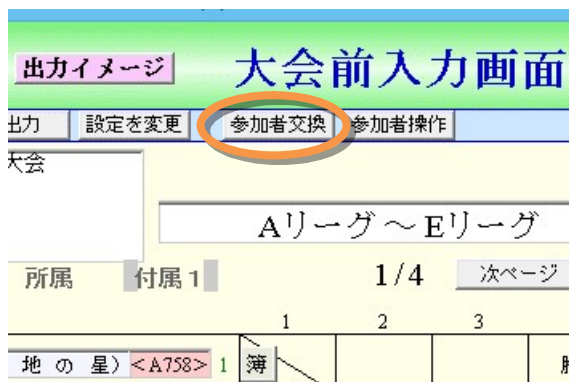 出力イメージ 大会前入力画面
出力 設定を変更 参加者交換 参加者操作
大会
Aリーグ～Eリーグ
所属 付属1 1/4 次ページ
1 2 3
地 の 星) <A758> 1 簿